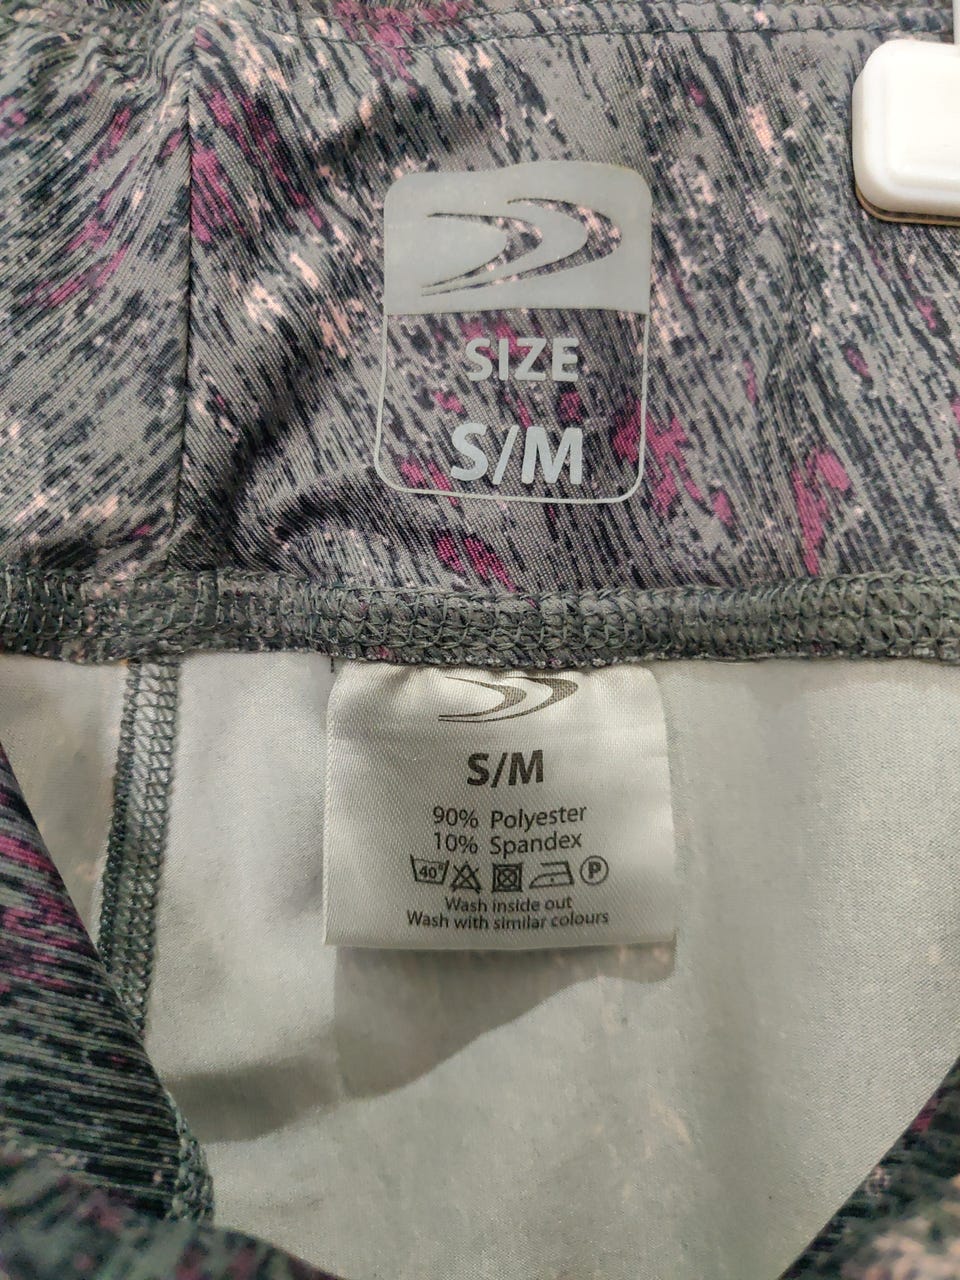 SIZE
S/M
S/M
90% Polyester
10% Spandex
40° P
Wash inside out
Wash with similar colours